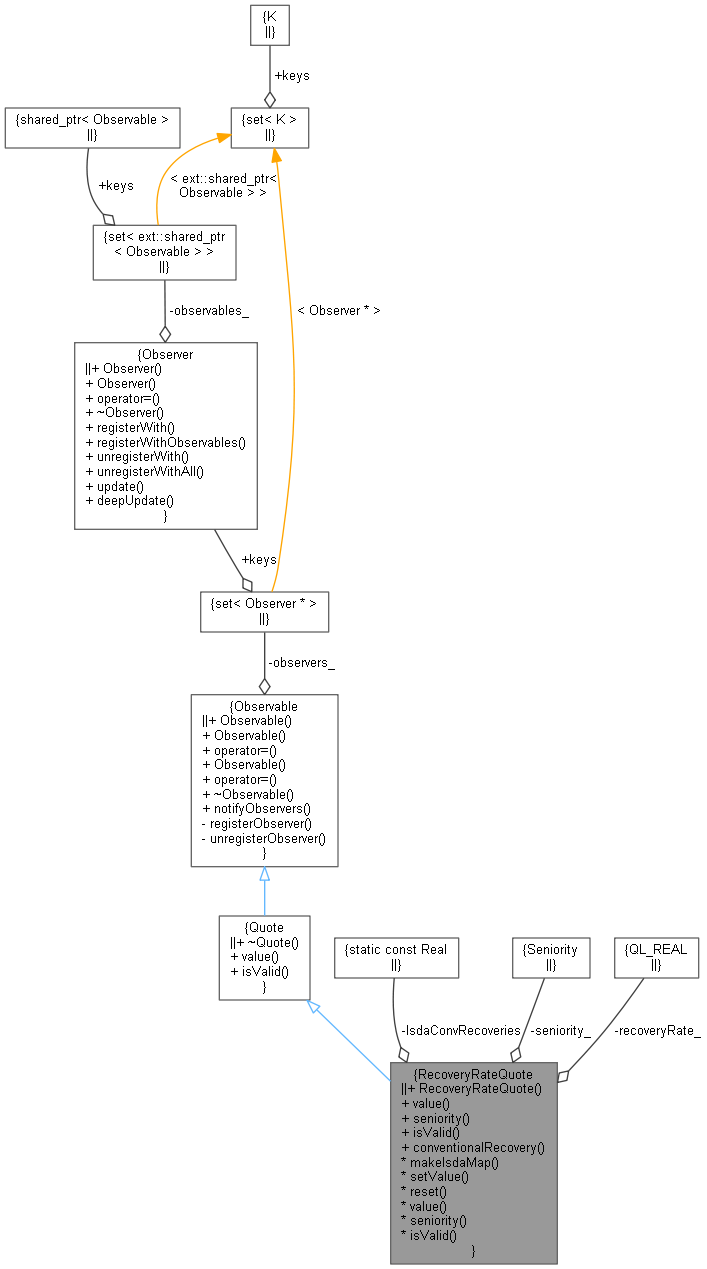 {K
||}
+keys
{shared_ptr< Observable >
||}
{set< K >
||}
+keys
< ext::shared_ptr<
Observable > >
{set< ext::shared_ptr
< Observable > >
||}
-observables_
< Observer * >
{Observer
||+ Observer()
+ Observer()
+ operator=()
+ ~Observer()
+ registerWith()
+ registerWithObservables()
+ unregisterWith()
+ unregisterWithAll()
+ update()
+ deepUpdate()
}
+keys
{set< Observer * >
||}
-observers_
{Observable
||+ Observable()
+ Observable()
+ operator=()
+ Observable()
+ operator=()
+ ~Observable()
+ notifyObservers()
- registerObserver()
- unregisterObserver()
}
{Quote
||+ ~Quote()
+ value()
+ isValid()
}
{static const Real
||}
{Seniority
||}
{QL_REAL
||}
-IsdaConvRecoveries
-seniority_
-recoveryRate_
{RecoveryRateQuote
||+ RecoveryRateQuote()
+ value()
+ seniority()
+ isValid()
+ conventionalRecovery()
* makeIsdaMap()
* setValue()
* reset()
* value()
* seniority()
* isValid()
}